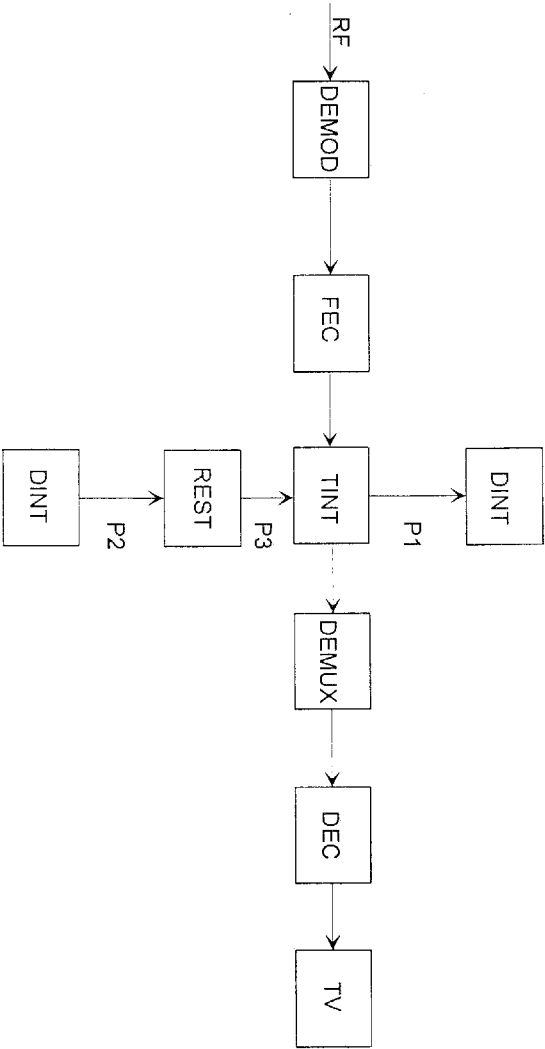 RF
DEMOD
FEC
DINT
P2
REST
P3
TINT
P1
DINT
DEMUX
DEC
TV